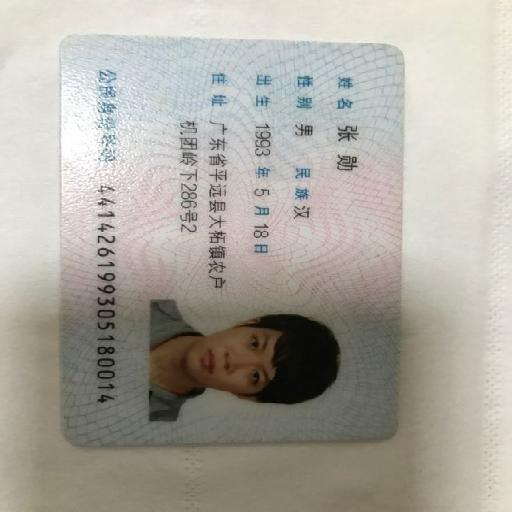 姓名 张勋
性别 男 民族 汉
出生 1993 年 5 月 18 日
住址 广东省平远县大柘镇农户
机团岭下286号2
公民身份号码 441426199305180014